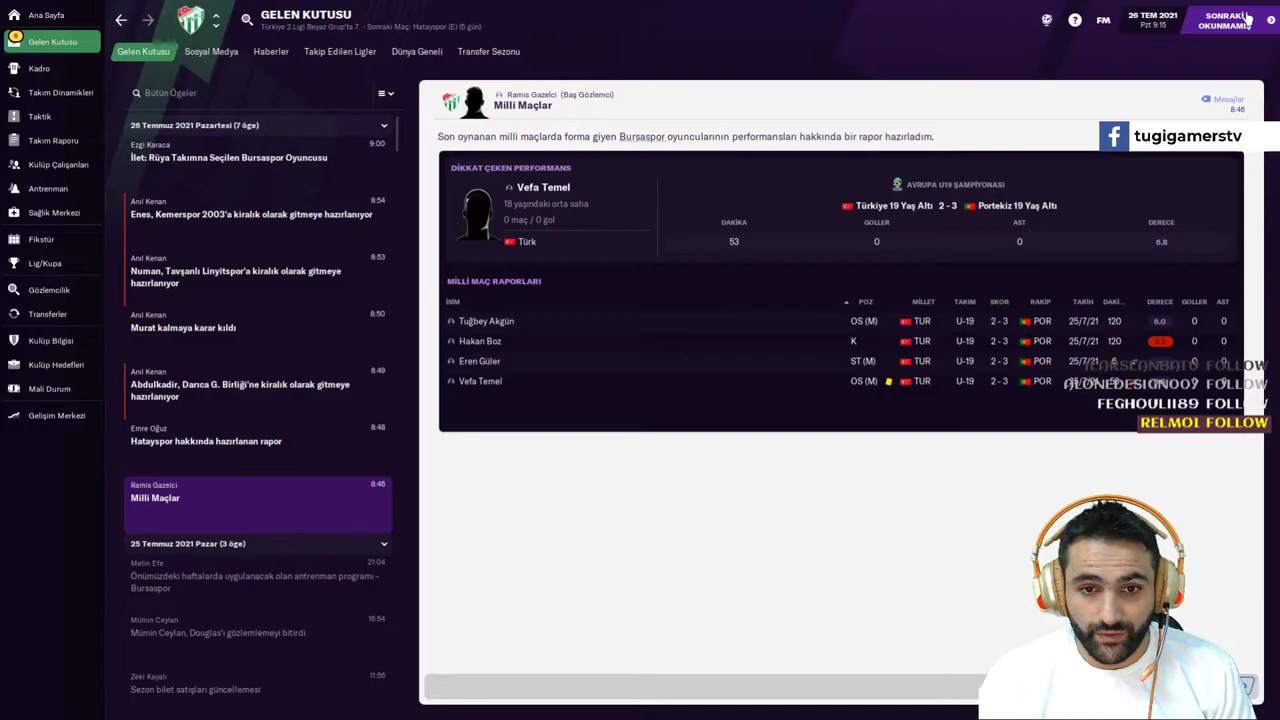 Ana Sayfa
6
Gelen Kutusu
Kadro
Takım Dinamikleri
Taktik
Takım Raporu
Kulüp Çalışanları
Antrenman
Sağlık Merkezi
Fikstür
Lig/Kupa
Gözlemcilik
Transferler
Kulüp Bilgisi
Kulüp Hedefleri
Mali Durum
Gelişim Merkezi
GELEN KUTUSU
Türkiye 2.Ligi Beyaz Grup'ta 7. - Sonraki Maç: Hatayspor (E) (5 gün)
FM
26 TEM 2021
Pzt 9:15
SONRAKİ
OKUNMAMIŞ
Gelen Kutusu Sosyal Medya Haberler Takip Edilen Ligler Dünya Geneli Transfer Sezonu
Bütün Ögeler
26 Temmuz 2021 Pazartesi (7 öge)
Ezgi Karaca 9:00
İlet: Rüya Takımna Seçilen Bursaspor Oyuncusu
Anıl Kenan 8:54
Enes, Kemerspor 2003'a kiralık olarak gitmeye hazırlanıyor
Anıl Kenan 8:53
Numan, Tavşanlı Linyitspor'a kiralık olarak gitmeye
hazırlanıyor
Anıl Kenan 8:50
Murat kalmaya karar kıldı
Anıl Kenan 8:49
Abdulkadir, Darıca G. Birliği'ne kiralık olarak gitmeye
hazırlanıyor
Emre Oğuz 8:48
Hatayspor hakkında hazırlanan rapor
Ramis Gazelci 8:46
Milli Maçlar
25 Temmuz 2021 Pazar (3 öge)
Metin Efe 21:04
Önümüzdeki haftalarda uygulanacak olan antrenman programı -
Bursaspor
Mümin Ceylan 16:54
Mümin Ceylan, Douglas'ı gözlemlemeyi bitirdi
Zeki Kayalı 11:56
Sezon bilet satışları güncellemesi
Ramis Gazelci (Baş Gözlemci)
Milli Maçlar
Mesajlar
8:46
Son oynanan milli maçlarda forma giyen Bursaspor oyuncularının performansları hakkında bir rapor hazırladım.
f tugigamerstv
DİKKAT ÇEKEN PERFORMANS
Vefa Temel
18 yaşındaki orta saha
0 maç / 0 gol
Türk
AVRUPA U19 ŞAMPİYONASI
Türkiye 19 Yaş Altı 2 - 3 Portekiz 19 Yaş Altı
DAKİKA GOLLER AST DERECE
53 0 0 6.8
MİLLİ MAÇ RAPORLARI
İSİM POZ MİLLET TAKIM SKOR RAKİP TARİH DAKİ... DERECE GOLLER AST
Tuğbey Akgün OS (M) TUR U-19 2 - 3 POR 25/7/21 120 6.0 0 0
Hakan Boz K TUR U-19 2 - 3 POR 25/7/21 120 0 0
Eren Güler ST (M) TUR U-19 2 - 3 POR 25/7/21
Vefa Temel OS (M) TUR U-19 2 - 3 POR
FOLLOW
ALONEDESIGN007 FOLLOW
FEGHOULI189 FOLLOW
RELMO1 FOLLOW